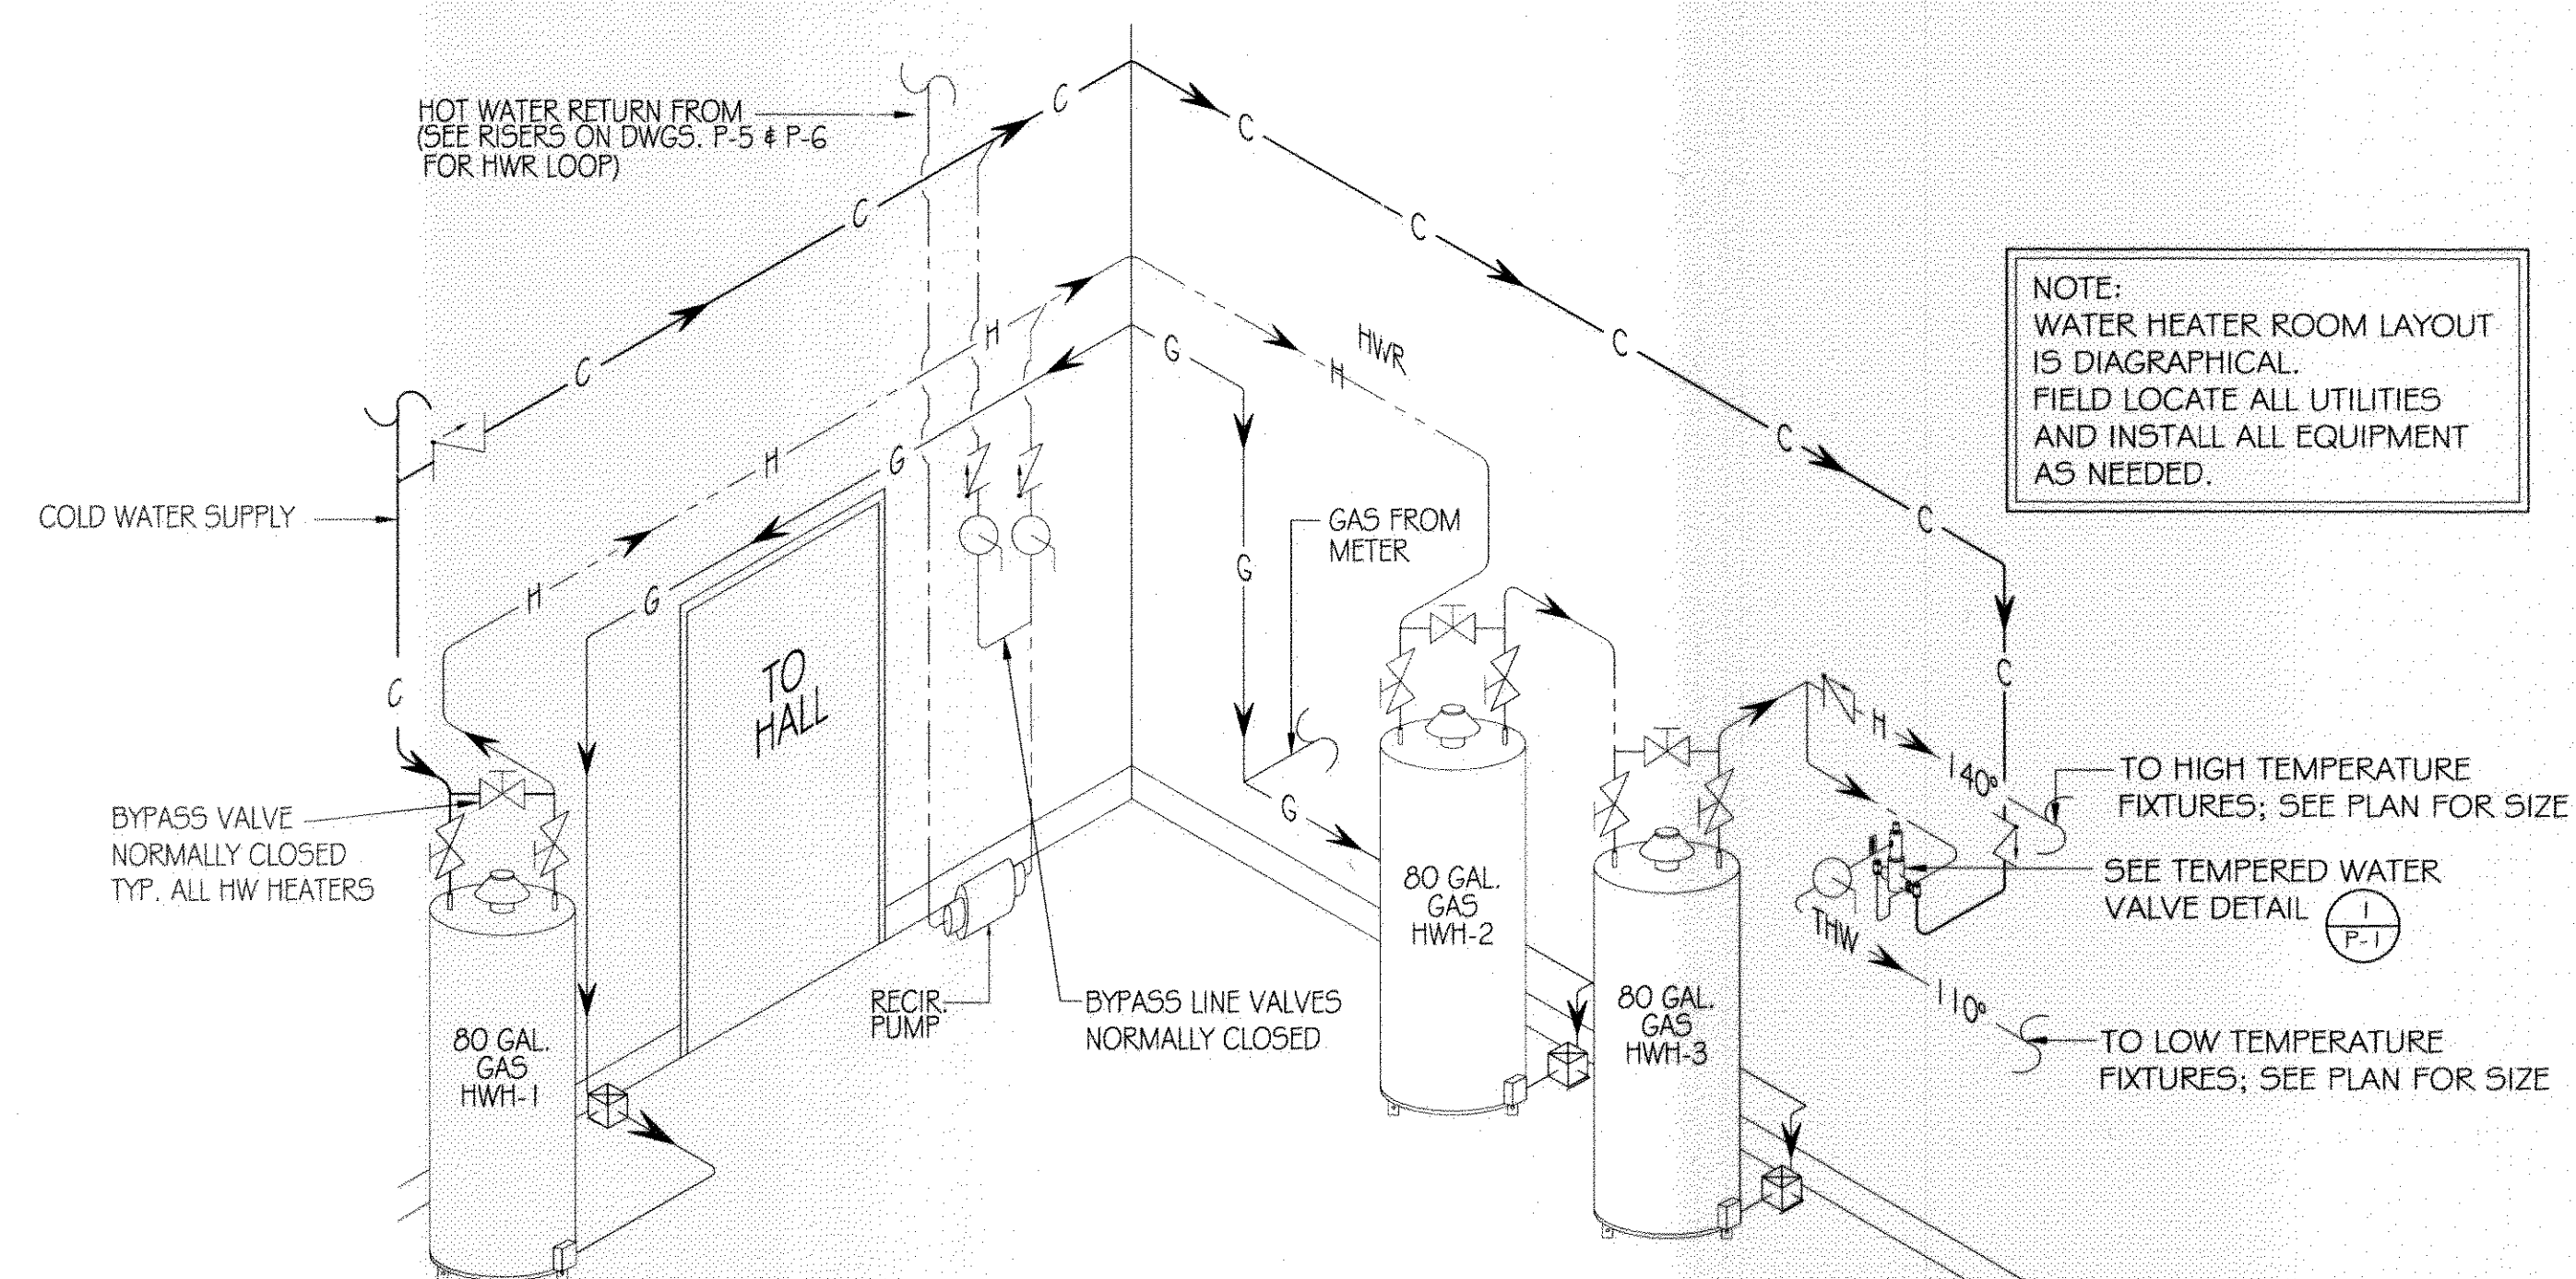 HOT WATER RETURN FROM
(SEE RISERS ON DWGS. P-5 & P-6
FOR HWR LOOP)
C
C
C
C
C
C
C
C
C
C
C
NOTE:
WATER HEATER ROOM LAYOUT
IS DIAGRAPHICAL.
FIELD LOCATE ALL UTILITIES
AND INSTALL ALL EQUIPMENT
AS NEEDED.
H
H
H
H
HWR
G
G
G
G
G
COLD WATER SUPPLY
GAS FROM
METER
TO
HALL
BYPASS VALVE
NORMALLY CLOSED
TYP. ALL HW HEATERS
H
140°
TO HIGH TEMPERATURE
FIXTURES; SEE PLAN FOR SIZE
80 GAL.
GAS
HWH-2
SEE TEMPERED WATER
VALVE DETAIL
1
P-1
THW
110°
RECIR.
PUMP
BYPASS LINE VALVES
NORMALLY CLOSED
80 GAL.
GAS
HWH-3
80 GAL.
GAS
HWH-1
TO LOW TEMPERATURE
FIXTURES; SEE PLAN FOR SIZE